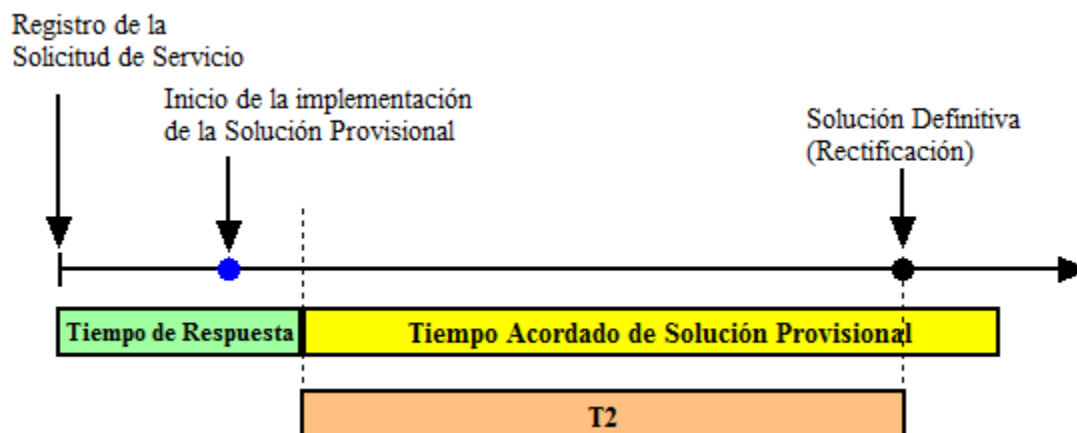 Registro de la
Solicitud de Servicio
Inicio de la implementación
de la Solución Provisional
Solución Definitiva
(Rectificación)
Tiempo de Respuesta
Tiempo Acordado de Solución Provisional
T2